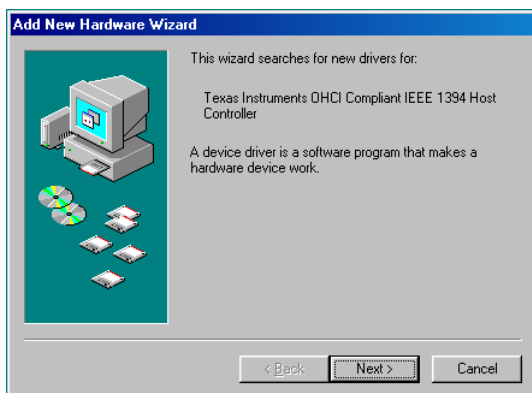 Add New Hardware Wizard
This wizard searches for new drivers for:
Texas Instruments OHCI Compliant IEEE 1394 Host
Controller
A device driver is a software program that makes a
hardware device work.
< Back
Next >
Cancel